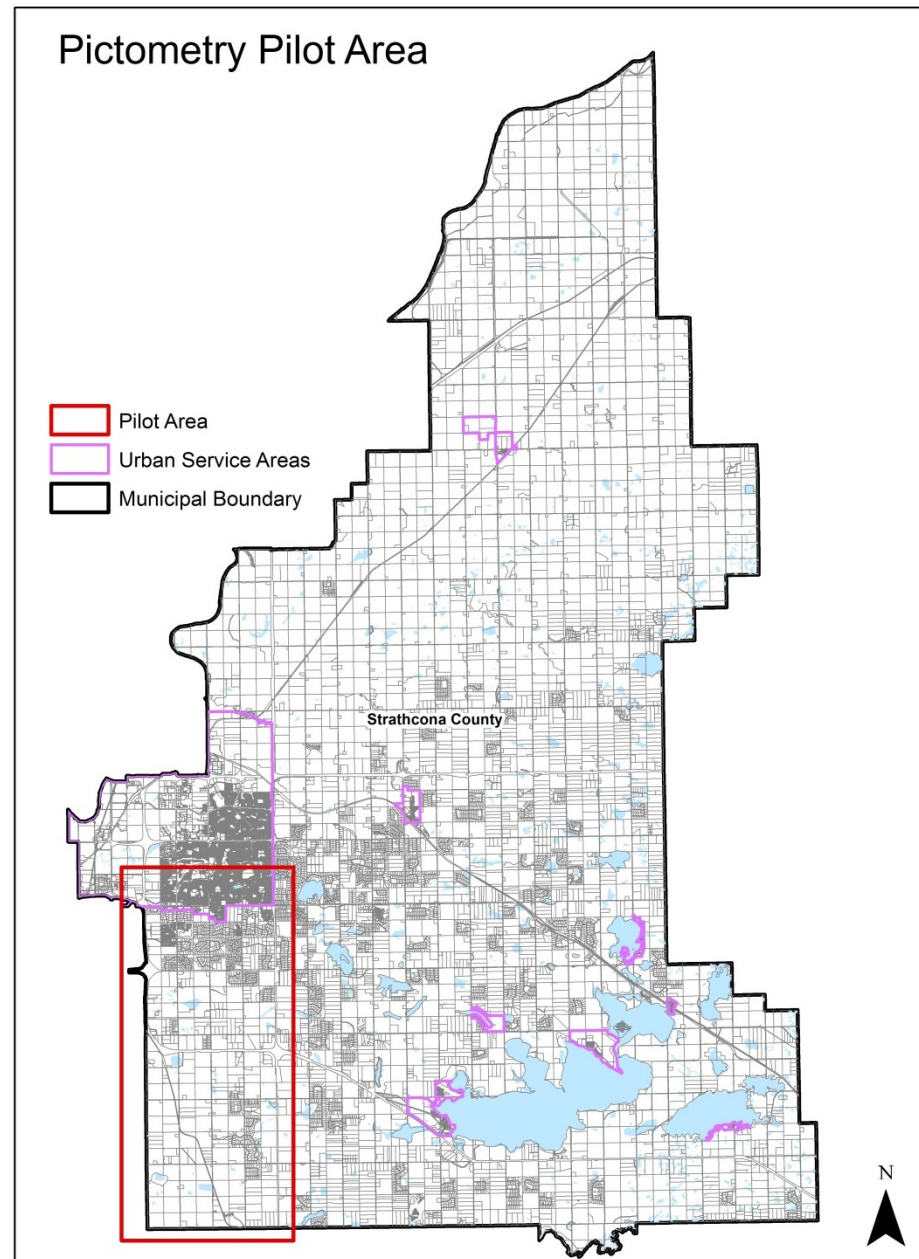 Pictometry Pilot Area
Pilot Area
Urban Service Areas
Municipal Boundary
Strathcona County
N